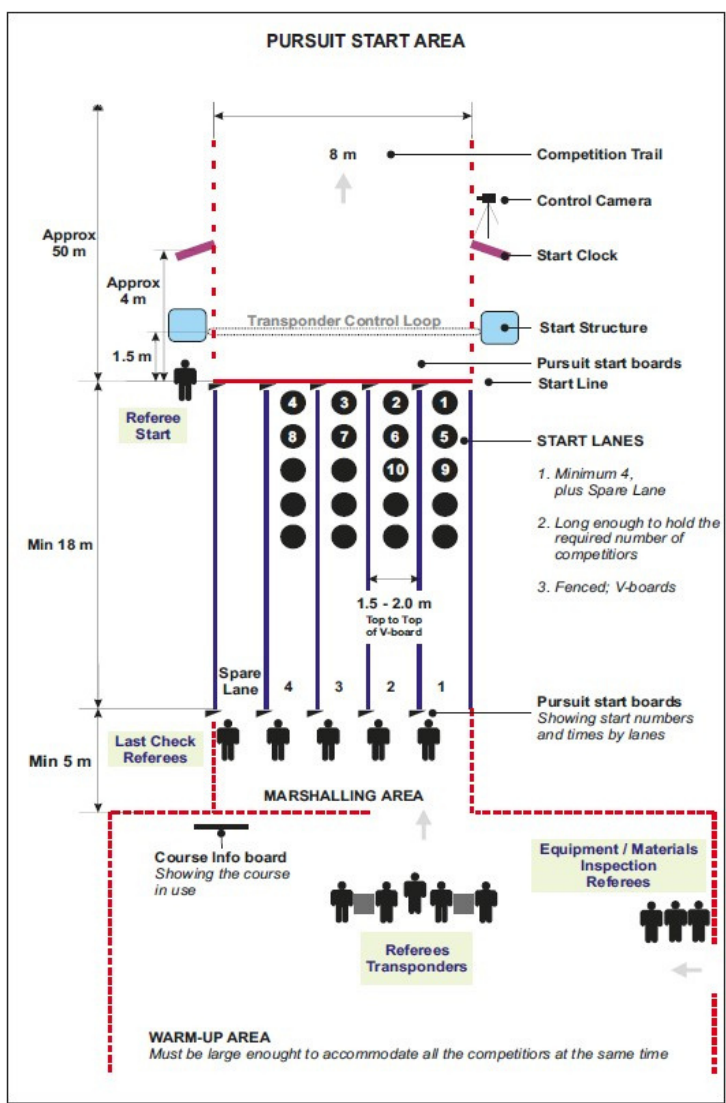 PURSUIT START AREA
8 m
Competition Trail
Control Camera
Approx
50 m
Start Clock
Approx
4 m
Transponder Control Loop
Start Structure
1.5 m
Pursuit start boards
Start Line
Referee
Start
4 3 2 1
8 7 6 5
10 9
START LANES
1. Minimum 4,
plus Spare Lane
2. Long enough to hold the
required number of
competitiors
3. Fenced; V-boards
Min 18 m
1.5 - 2.0 m
Top to Top
of V-board
Spare
Lane
4 3 2 1
Pursuit start boards
Showing start numbers
and times by lanes
Last Check
Referees
Min 5 m
MARSHALLING AREA
Course Info board
Showing the course
in use
Equipment / Materials
Inspection
Referees
Referees
Transponders
WARM-UP AREA
Must be large enought to accommodate all the competitiors at the same time